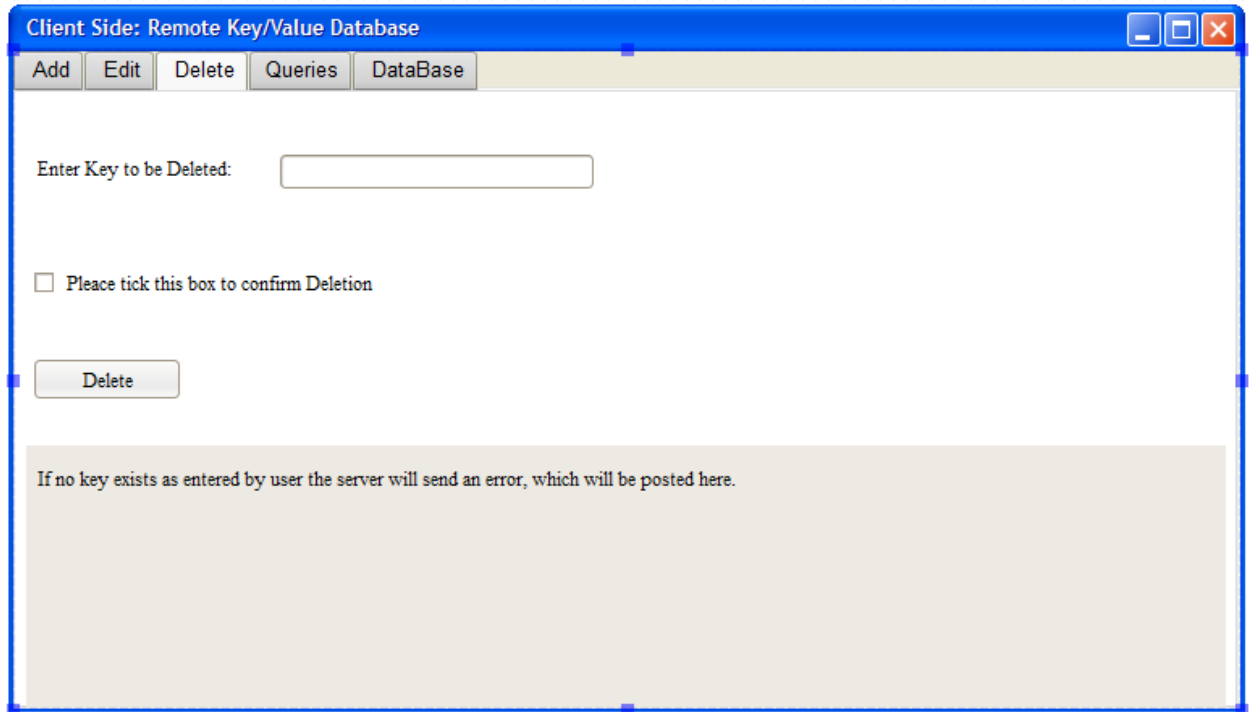 Client Side: Remote Key/Value Database
Add Edit Delete Queries DataBase
Enter Key to be Deleted:
Pleace tick this box to confirm Deletion
Delete
If no key exists as entered by user the server will send an error, which will be posted here.